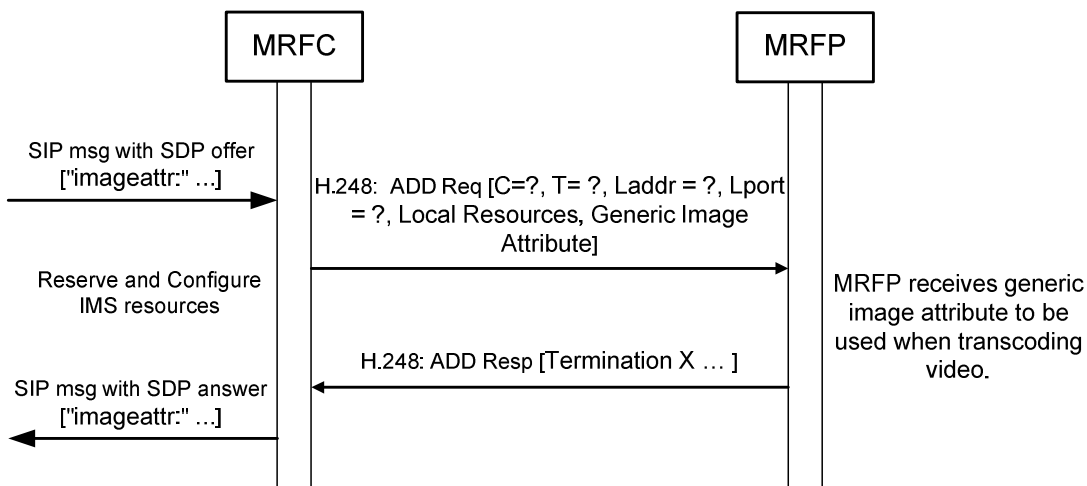 MRFC
MRFP
SIP msg with SDP offer
["imageattr:" ...]
H.248: ADD Req [C=?, T= ?, Laddr = ?, Lport
= ?, Local Resources, Generic Image
Attribute]
Reserve and Configure
IMS resources
MRFP receives generic
image attribute to be
used when transcoding
video.
H.248: ADD Resp [Termination X ... ]
SIP msg with SDP answer
["imageattr:" ...]